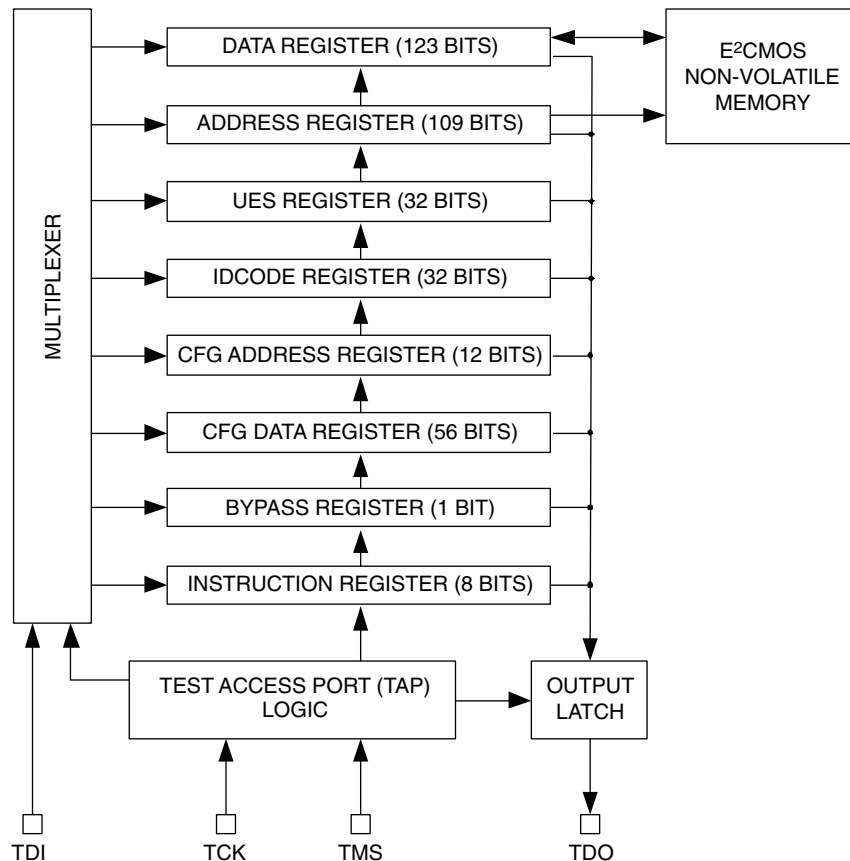 DATA REGISTER (123 BITS)
E²CMOS
NON-VOLATILE
MEMORY
ADDRESS REGISTER (109 BITS)
UES REGISTER (32 BITS)
MULTIPLEXER
IDCODE REGISTER (32 BITS)
CFG ADDRESS REGISTER (12 BITS)
CFG DATA REGISTER (56 BITS)
BYPASS REGISTER (1 BIT)
INSTRUCTION REGISTER (8 BITS)
TEST ACCESS PORT (TAP)
LOGIC
OUTPUT
LATCH
TDI
TCK
TMS
TDO